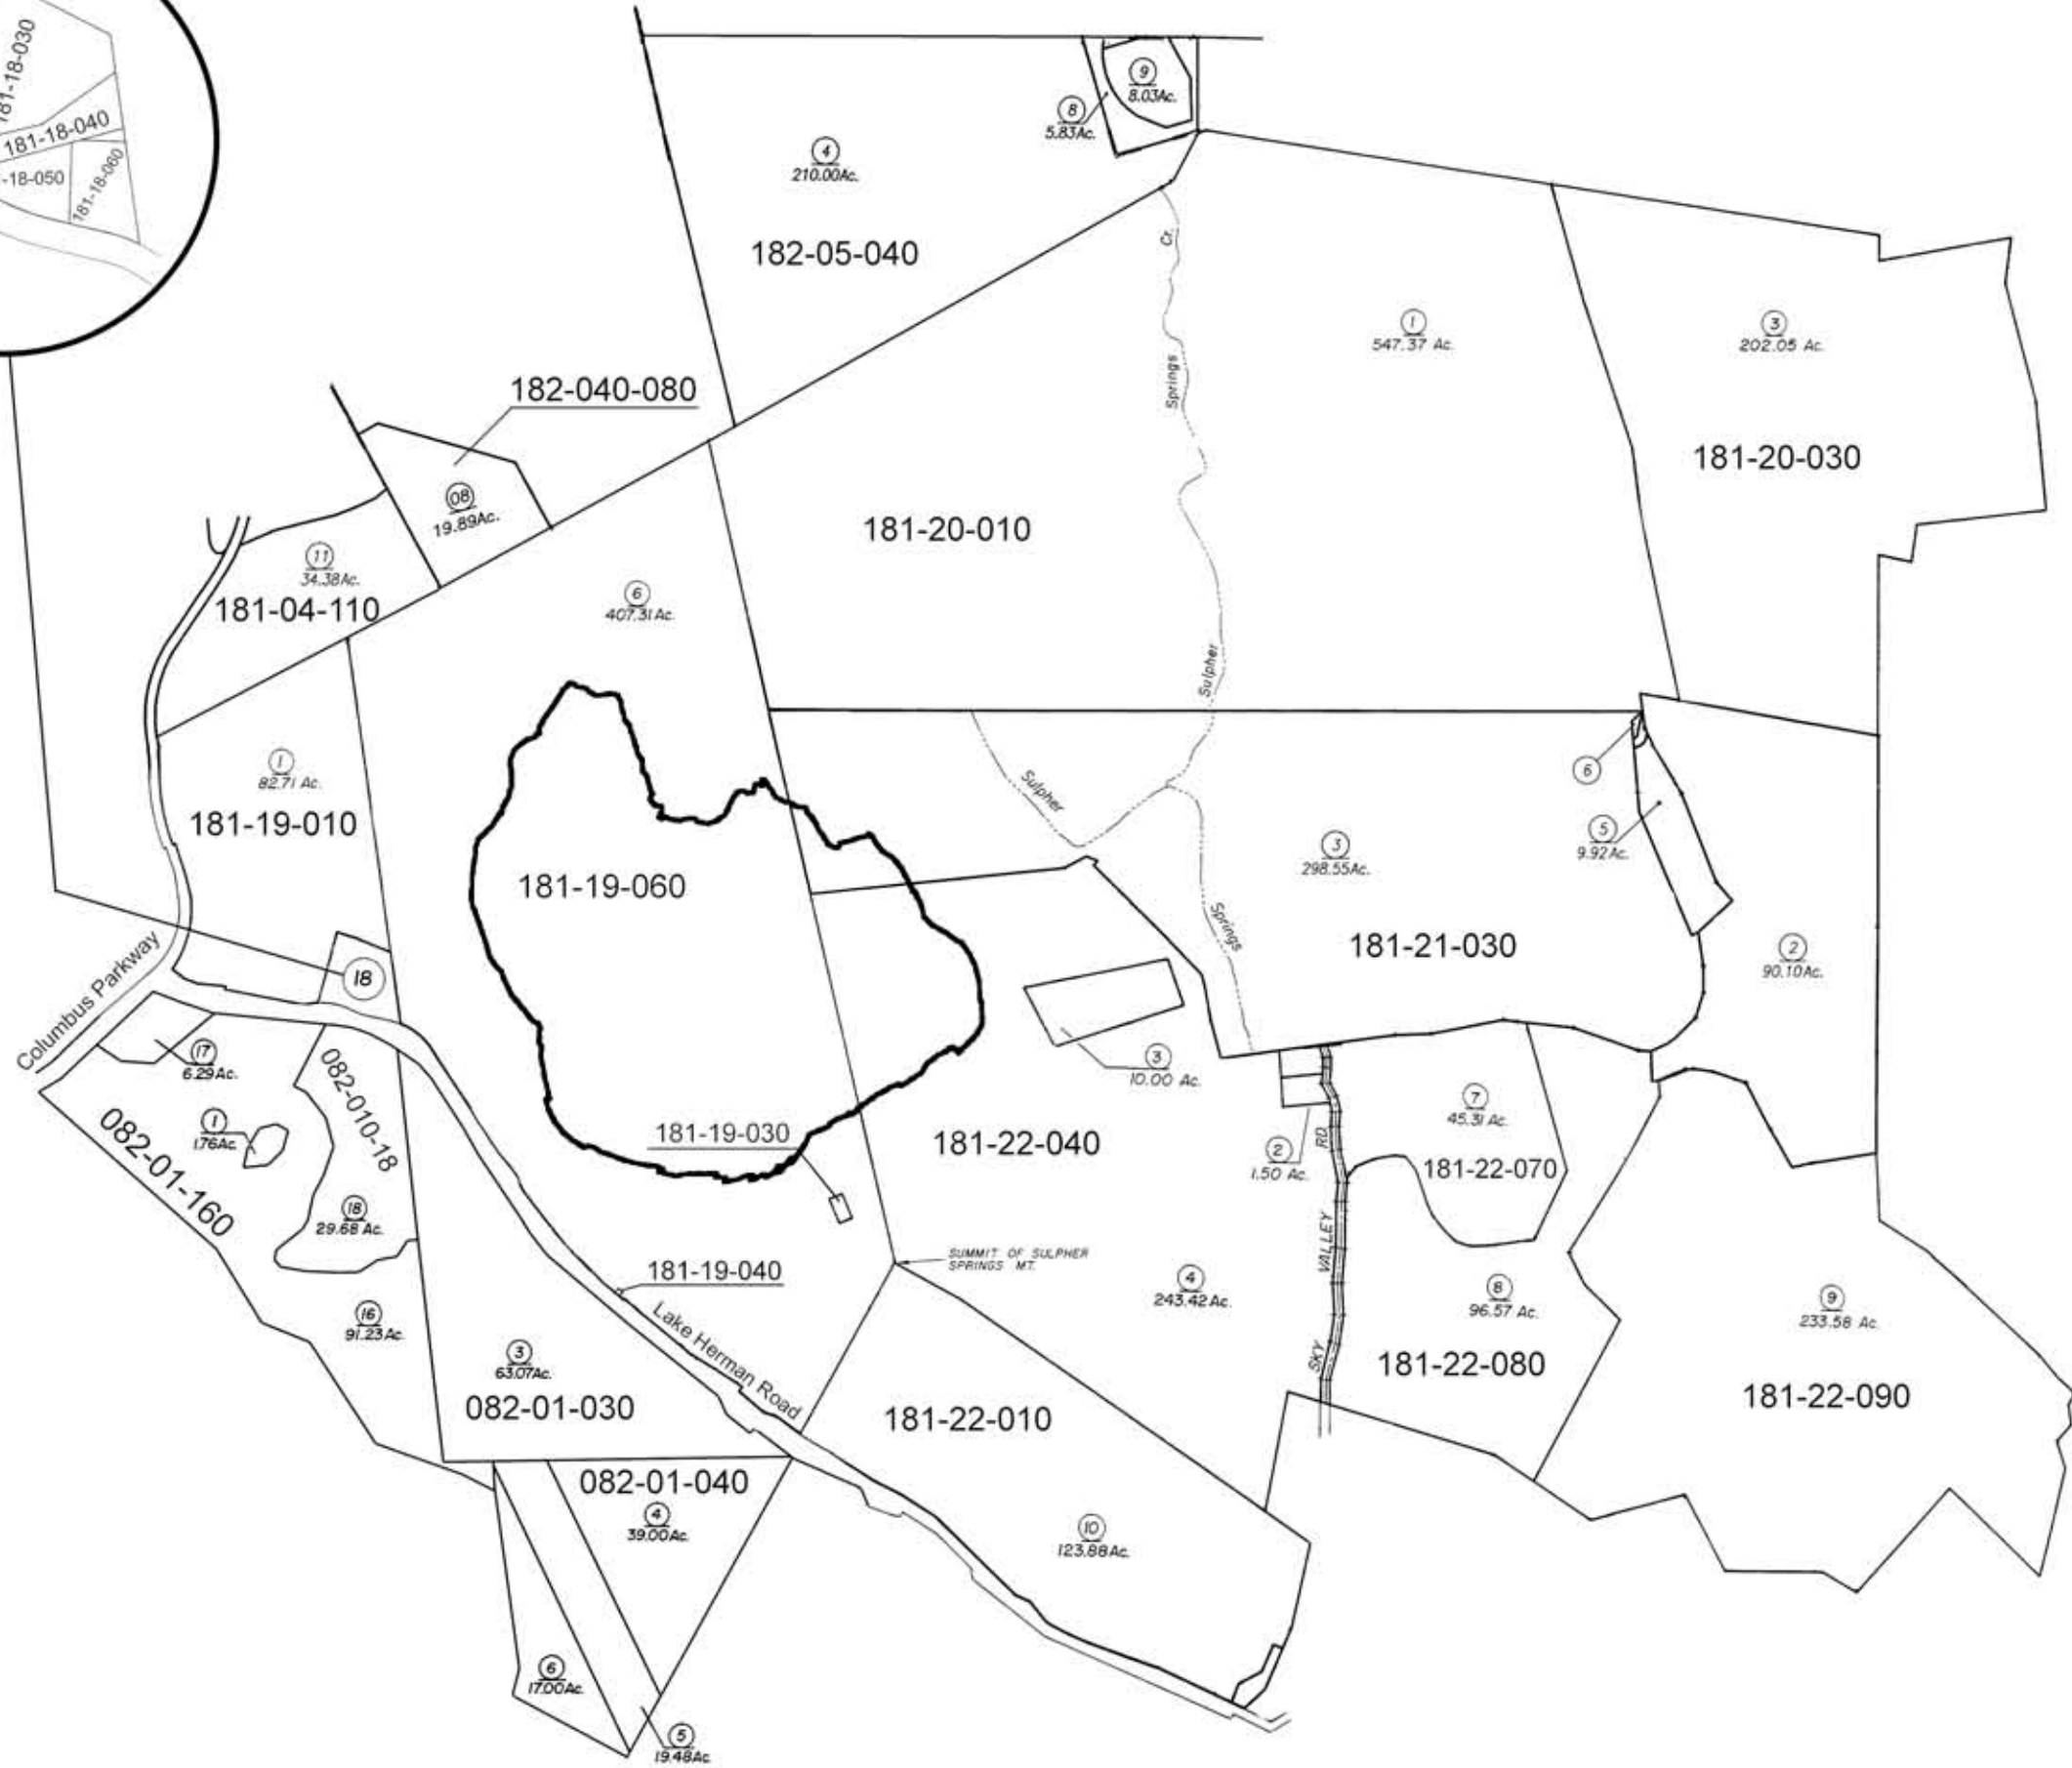 181-18-030
181-18-040
-18-050
181-18-060
9
8.03Ac.
8
5.83Ac.
4
210.00Ac.
182-05-040
Cr.
Springs
Sulpher
1
547.37 Ac.
3
202.05 Ac.
181-20-030
182-040-080
08
19.89Ac.
11
34.38Ac.
181-04-110
6
407.31 Ac.
181-20-010
1
82.71 Ac.
181-19-010
181-19-060
Sulpher
Springs
6
5
9.92Ac.
3
298.55Ac.
181-21-030
2
90.10Ac.
Columbus Parkway
18
17
6.29Ac.
1
1.76Ac.
082-010-18
082-01-160
18
29.68 Ac.
16
91.23Ac.
3
10.00 Ac.
181-19-030
181-22-040
2
1.50 Ac.
SKY VALLEY RD.
7
45.31 Ac.
181-22-070
SUMMIT OF SULPHER
SPRINGS MT.
181-19-040
Lake Herman Road
4
243.42Ac.
8
96.57 Ac.
181-22-080
9
233.58 Ac.
181-22-090
3
63.07Ac.
082-01-030
181-22-010
082-01-040
4
39.00Ac.
10
123.88Ac.
6
17.00Ac.
5
19.48Ac